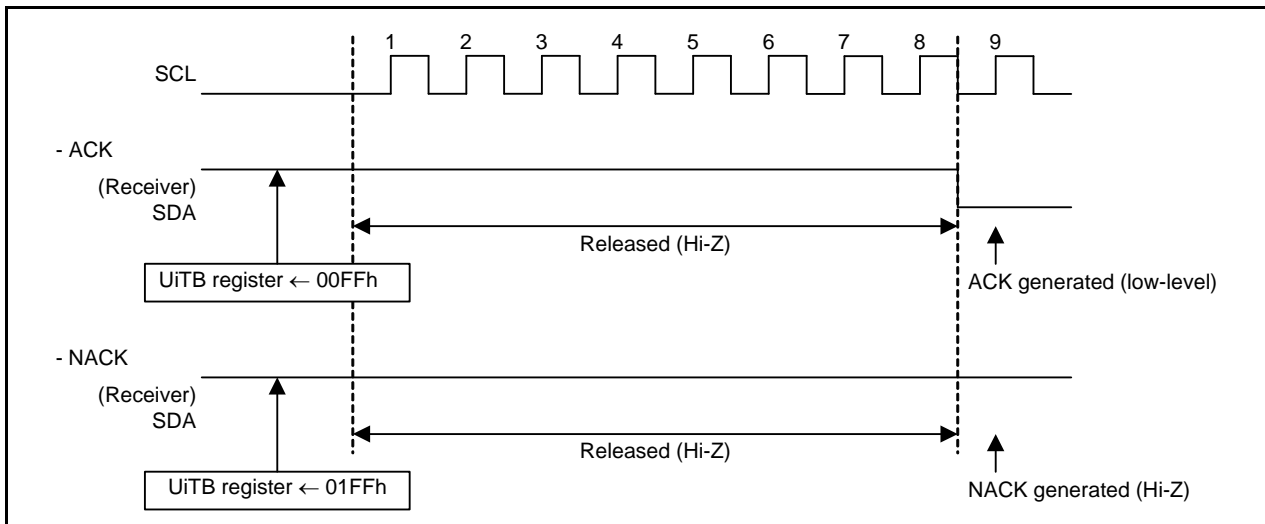 1 2 3 4 5 6 7 8 9
SCL
- ACK
(Receiver)
SDA
Released (Hi-Z)
UiTB register ← 00FFh
ACK generated (low-level)
- NACK
(Receiver)
SDA
Released (Hi-Z)
UiTB register ← 01FFh
NACK generated (Hi-Z)